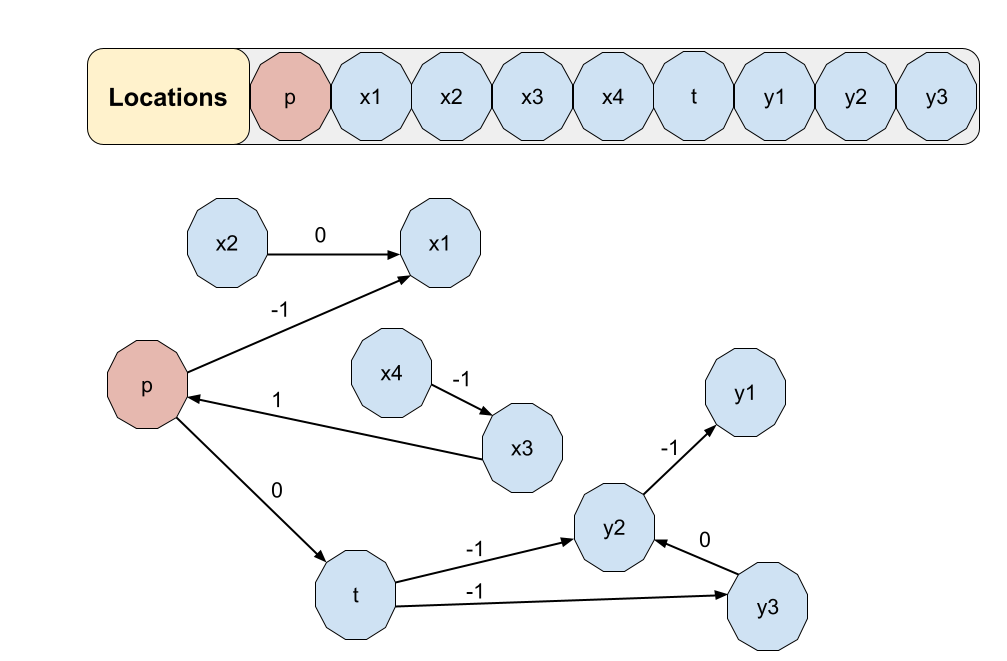 Locations p x1 x2 x3 x4 t y1 y2 y3
x2 0 x1
-1
p
x4 -1
1
x3
y1
-1
0
y2
0
-1
t
-1
y3